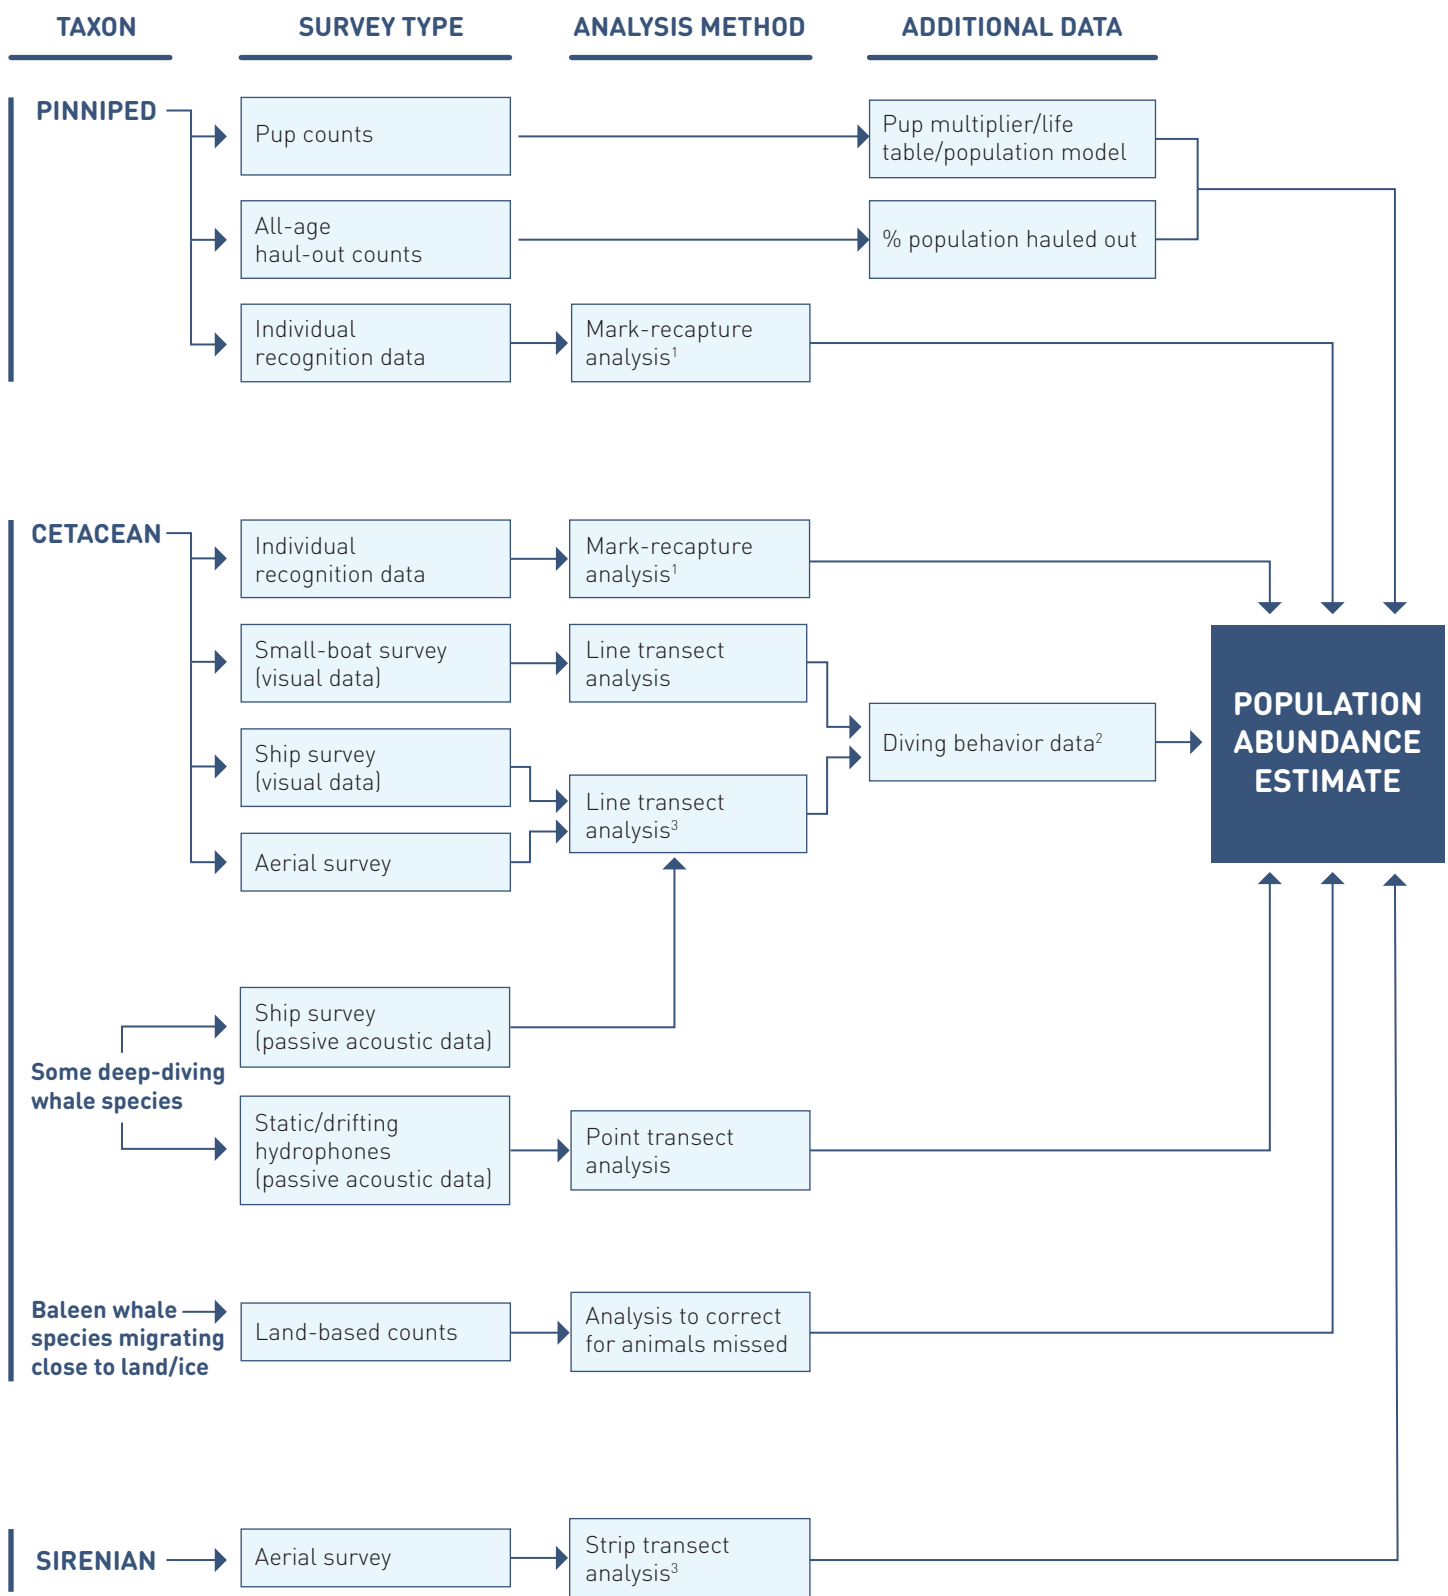 TAXON
SURVEY TYPE
ANALYSIS METHOD
ADDITIONAL DATA
PINNIPED
Pup counts
Pup multiplier/life
table/population model
All-age
haul-out counts
% population hauled out
Individual
recognition data
Mark-recapture
analysis¹
CETACEAN
Individual
recognition data
Mark-recapture
analysis¹
Small-boat survey
(visual data)
Line transect
analysis
Ship survey
(visual data)
Aerial survey
Line transect
analysis³
Diving behavior data²
POPULATION
ABUNDANCE
ESTIMATE
Some deep-diving
whale species
Ship survey
(passive acoustic data)
Static/drifting
hydrophones
(passive acoustic data)
Point transect
analysis
Baleen whale
species migrating
close to land/ice
Land-based counts
Analysis to correct
for animals missed
SIRENIAN
Aerial survey
Strip transect
analysis³